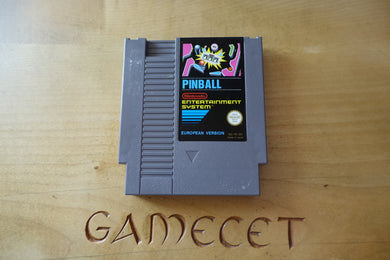 PINBALL
Nintendo
ENTERTAINMENT
SYSTEM
EUROPEAN VERSION
GAMECET